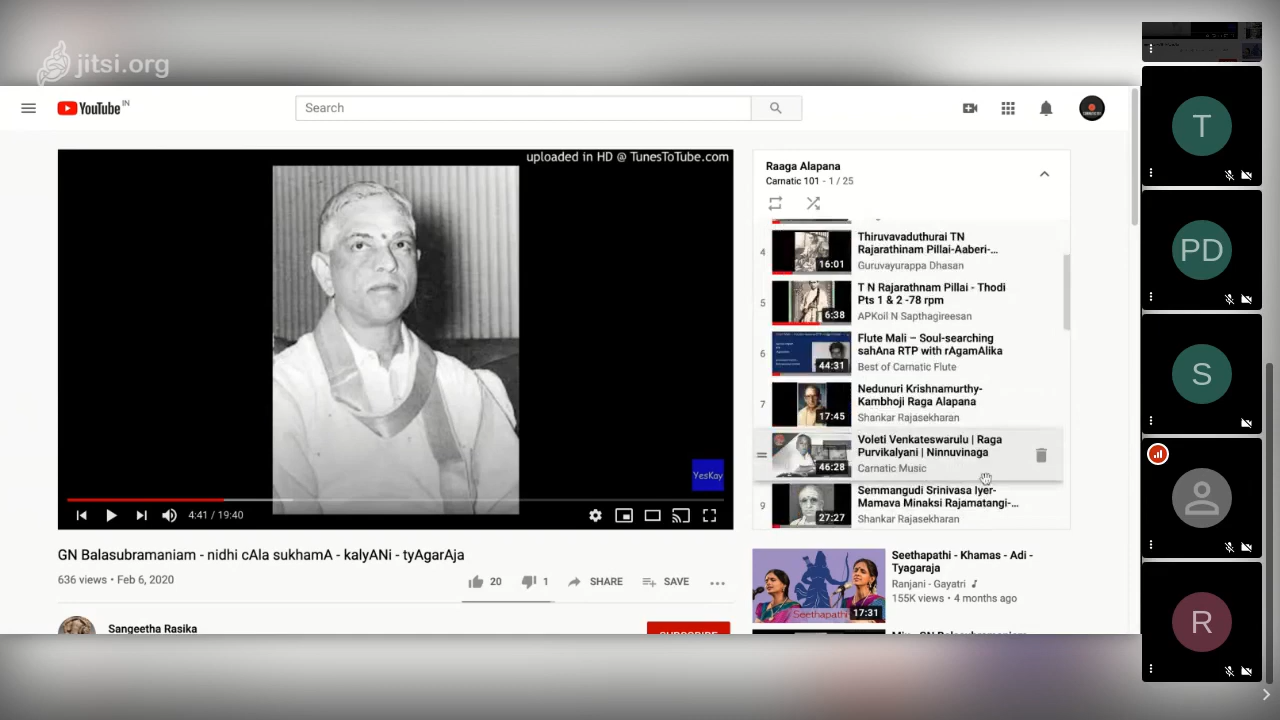 jitsi.org
YouTube IN
Search
uploaded in HD @ TunesToTube.com
YesKay
4:41 / 19:40
GN Balasubramaniam - nidhi cAla sukhamA - kalyANi - tyAgarAja
636 views • Feb 6, 2020
20
1
SHARE
SAVE
Sangeetha Rasika
SUBSCRIBE
Raaga Alapana
Carnatic 101 - 1 / 25
4
16:01
Thiruvavaduthurai TN
Rajarathinam Pillai-Aaberi-...
Guruvayurappa Dhasan
5
6:38
T N Rajarathnam Pillai - Thodi
Pts 1 & 2 -78 rpm
APKoil N Sapthagireesan
6
44:31
Flute Mali – Soul-searching
sahAna RTP with rAgamAlika
Best of Carnatic Flute
7
17:45
Nedunuri Krishnamurthy-
Kambhoji Raga Alapana
Shankar Rajasekharan
46:28
Voleti Venkateswarulu | Raga
Purvikalyani | Ninnuvinaga
Carnatic Music
9
27:27
Semmangudi Srinivasa Iyer-
Mamava Minaksi Rajamatangi-...
Shankar Rajasekharan
Seethapathi
17:31
Seethapathi - Khamas - Adi -
Tyagaraja
Ranjani - Gayatri
155K views • 4 months ago
T
PD
S
R